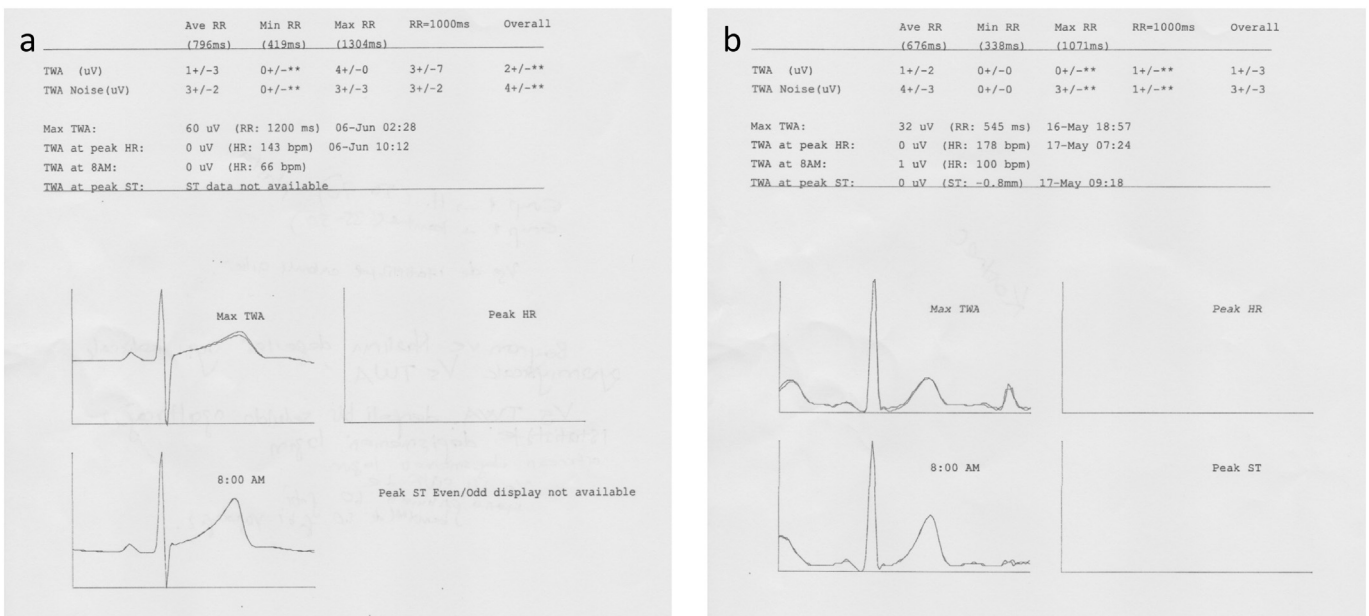 a
Ave RR Min RR Max RR RR=1000ms Overall
(796ms) (419ms) (1304ms)
TWA (uV) 1+/-3 0+/-** 4+/-0 3+/-7 2+/-**
TWA Noise(uV) 3+/-2 0+/-** 3+/-3 3+/-2 4+/-**
Max TWA: 60 uV (RR: 1200 ms) 06-Jun 02:28
TWA at peak HR: 0 uV (HR: 143 bpm) 06-Jun 10:12
TWA at 8AM: 0 uV (HR: 66 bpm)
TWA at peak ST: ST data not available
Max TWA
Peak HR
8:00 AM
Peak ST Even/Odd display not available
b
Ave RR Min RR Max RR RR=1000ms Overall
(676ms) (338ms) (1071ms)
TWA (uV) 1+/-2 0+/-0 0+/-** 1+/-** 1+/-3
TWA Noise(uV) 4+/-3 0+/-0 3+/-** 1+/-** 3+/-3
Max TWA: 32 uV (RR: 545 ms) 16-May 18:57
TWA at peak HR: 0 uV (HR: 178 bpm) 17-May 07:24
TWA at 8AM: 1 uV (HR: 100 bpm)
TWA at peak ST: 0 uV (ST: -0.8mm) 17-May 09:18
Max TWA
Peak HR
8:00 AM
Peak ST